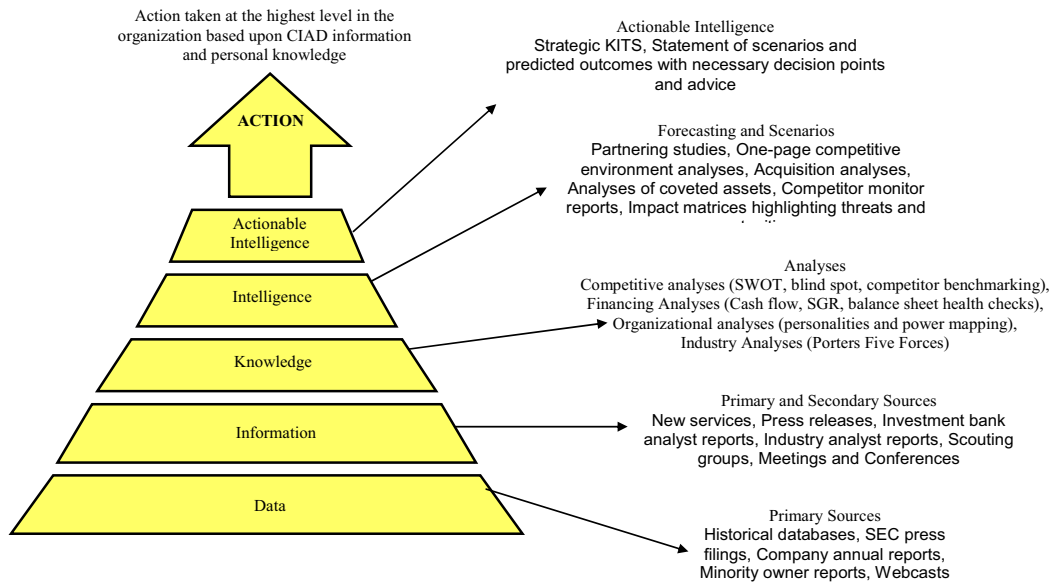 Action taken at the highest level in the
organization based upon CIAD information
and personal knowledge
ACTION
Actionable Intelligence
Strategic KITS, Statement of scenarios and
predicted outcomes with necessary decision points
and advice
Forecasting and Scenarios
Partnering studies, One-page competitive
environment analyses, Acquisition analyses,
Analyses of coveted assets, Competitor monitor
reports, Impact matrices highlighting threats and
Actionable
Intelligence
Intelligence
Analyses
Competitive analyses (SWOT, blind spot, competitor benchmarking),
Financing Analyses (Cash flow, SGR, balance sheet health checks),
Organizational analyses (personalities and power mapping),
Industry Analyses (Porters Five Forces)
Knowledge
Primary and Secondary Sources
New services, Press releases, Investment bank
analyst reports, Industry analyst reports, Scouting
groups, Meetings and Conferences
Information
Data
Primary Sources
Historical databases, SEC press
filings, Company annual reports,
Minority owner reports, Webcasts